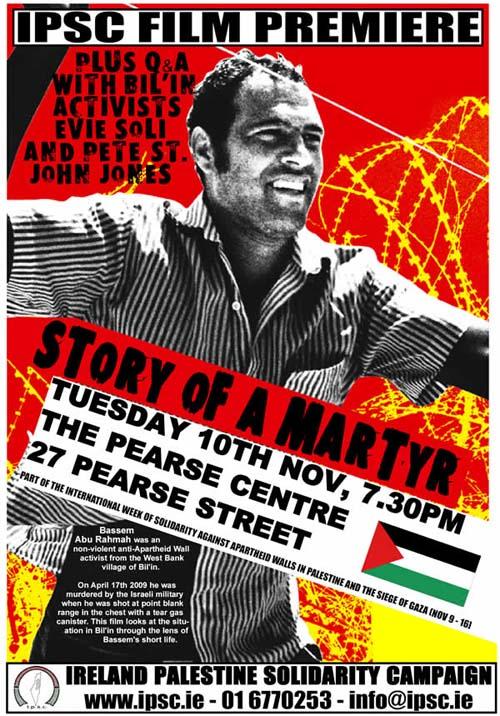 IPSC FILM PREMIERE
PLUS Q&A
WITH BIL'IN
ACTIVISTS
EVIE SOLI
AND PETE ST.
JOHN JONES
STORY OF A MARTYR
TUESDAY 10TH NOV, 7.30PM
THE PEARSE CENTRE
27 PEARSE STREET
PART OF THE INTERNATIONAL WEEK OF SOLIDARITY AGAINST APARTHEID WALLS IN PALESTINE AND THE SIEGE OF GAZA (NOV 9 - 16)
Bassem
Abu Rahmah was an
non-violent anti-Apartheid Wall
activist from the West Bank
village of Bil'in.
On April 17th 2009 he was
murdered by the Israeli military
when he was shot at point blank
range in the chest with a tear gas
canister. This film looks at the situ-
ation in Bil'in through the lens of
Bassem's short life.
i.p.s.c.
IRELAND PALESTINE SOLIDARITY CAMPAIGN
www.ipsc.ie - 01 6770253 - info@ipsc.ie